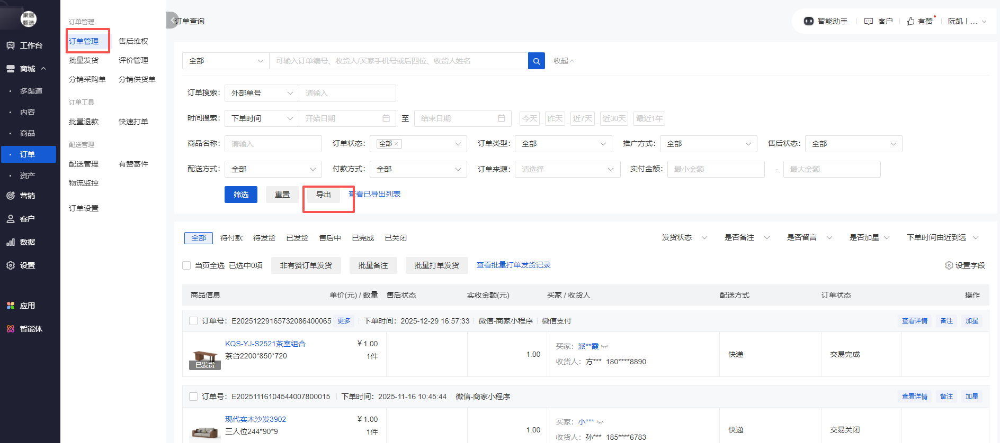 家居
甄选
工作台
商城
多渠道
内容
商品
订单
资产
营销
客户
数据
设置
应用
智能体
订单管理
订单管理 售后维权
批量发货 评价管理
分销采购单 分销供货单
订单工具
批量退款 快速打单
配送管理
配送管理 有赞寄件
物流监控
订单设置
订单查询
智能助手 客户 有赞 阮凯丨...
全部 可输入订单编号、收货人/买家手机号或后四位、收货人姓名 收起
订单搜索： 外部单号 请输入
时间搜索： 下单时间 开始日期 至 结束日期 今天 昨天 近7天 近30天 最近1年
商品名称： 请输入 订单状态： 全部 × 订单类型： 全部 推广方式： 全部 售后状态： 全部
配送方式： 全部 付款方式： 全部 订单来源： 请选择 实付金额： 最小金额 - 最大金额
筛选 重置 导出 查看已导出列表
全部 待付款 待发货 已发货 售后中 已完成 已关闭 发货状态 是否备注 是否留言 是否加星 下单时间由近到远
当页全选 已选中0项 非有赞订单发货 批量备注 批量打单发货 查看批量打单发货记录 设置字段
商品信息 单价(元) / 数量 售后状态 实收金额(元) 买家 / 收货人 配送方式 订单状态 操作
订单号：E20251229165732086400065 更多 下单时间：2025-12-29 16:57:33 微信-商家小程序 微信支付 查看详情 备注 加星
KQS-YJ-S2521茶室组合 ¥ 1.00
茶台2200*850*720 1件
已发货
1.00
买家：派**霞
收货人：方*** 180****8890
快递
交易完成
订单号：E20251116104544007800015 下单时间：2025-11-16 10:45:44 微信-商家小程序 查看详情 备注 加星
现代实木沙发3902 ¥ 1.00
三人位244*90*9 1件
1.00
买家：小***
收货人：孙*** 185****6783
快递
交易关闭